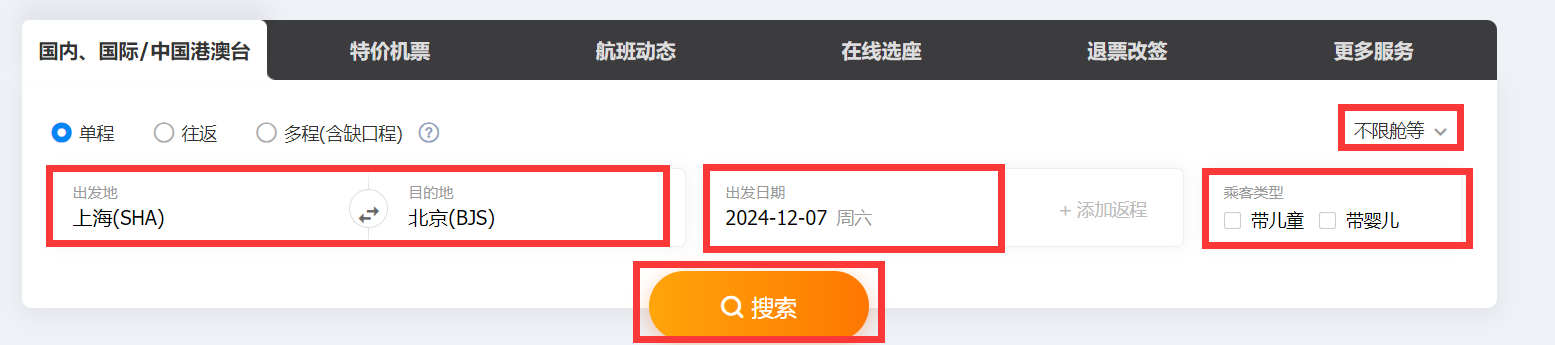 国内、国际/中国港澳台 特价机票 航班动态 在线选座 退票改签 更多服务
单程 往返 多程(含缺口程) ? 不限舱等
出发地 目的地 出发日期 乘客类型
上海(SHA) 北京(BJS) 2024-12-07 周六 + 添加返程 带儿童 带婴儿
搜索